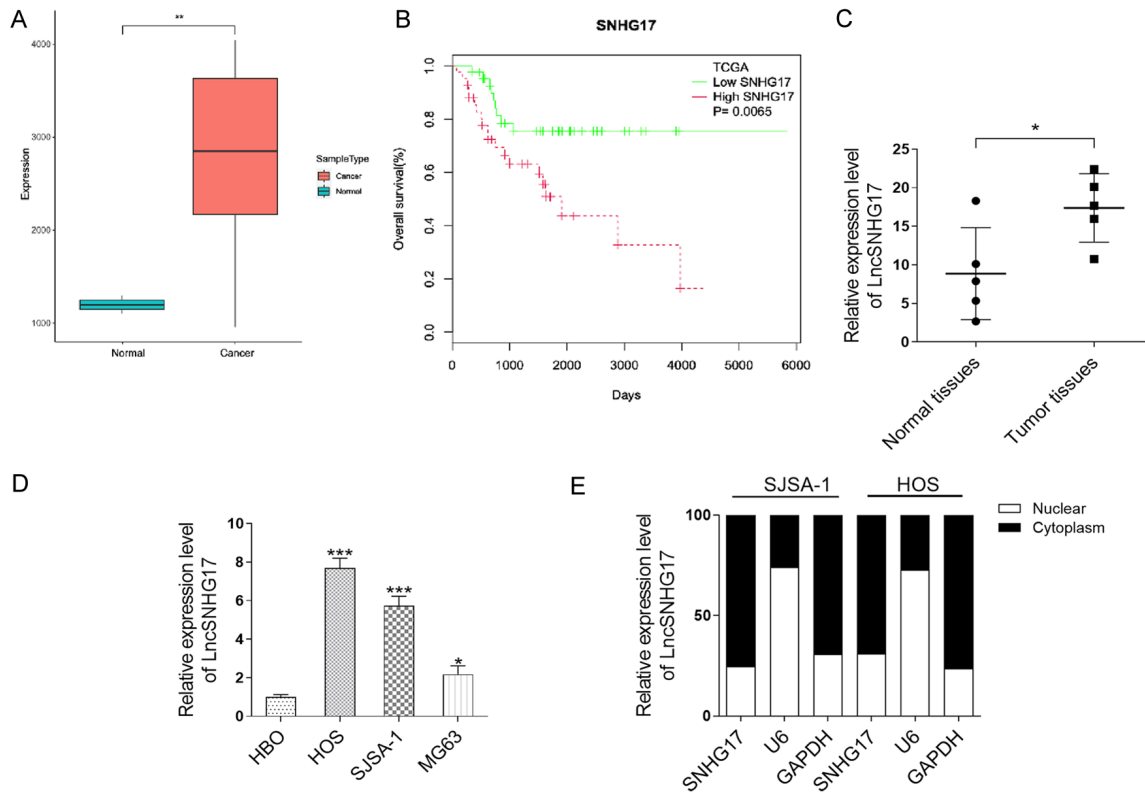 A
**
4000
3000
2000
1000
Expression
Normal
Cancer
SampleType
Cancer
Normal
B
SNHG17
TCGA
Low SNHG17
High SNHG17
P= 0.0065
1.0
0.8
0.6
0.4
0.2
0.0
Overall survival(%)
0 1000 2000 3000 4000 5000 6000
Days
C
*
25
20
15
10
5
0
Relative expression level
of LncSNHG17
Normal tissues
Tumor tissues
D
10
8
6
4
2
0
Relative expression level
of LncSNHG17
***
***
*
HBO
HOS
SJSA-1
MG63
E
SJSA-1
HOS
Nuclear
Cytoplasm
100
50
0
Relative expression level
of LncSNHG17
SNHG17
U6
GAPDH
SNHG17
U6
GAPDH